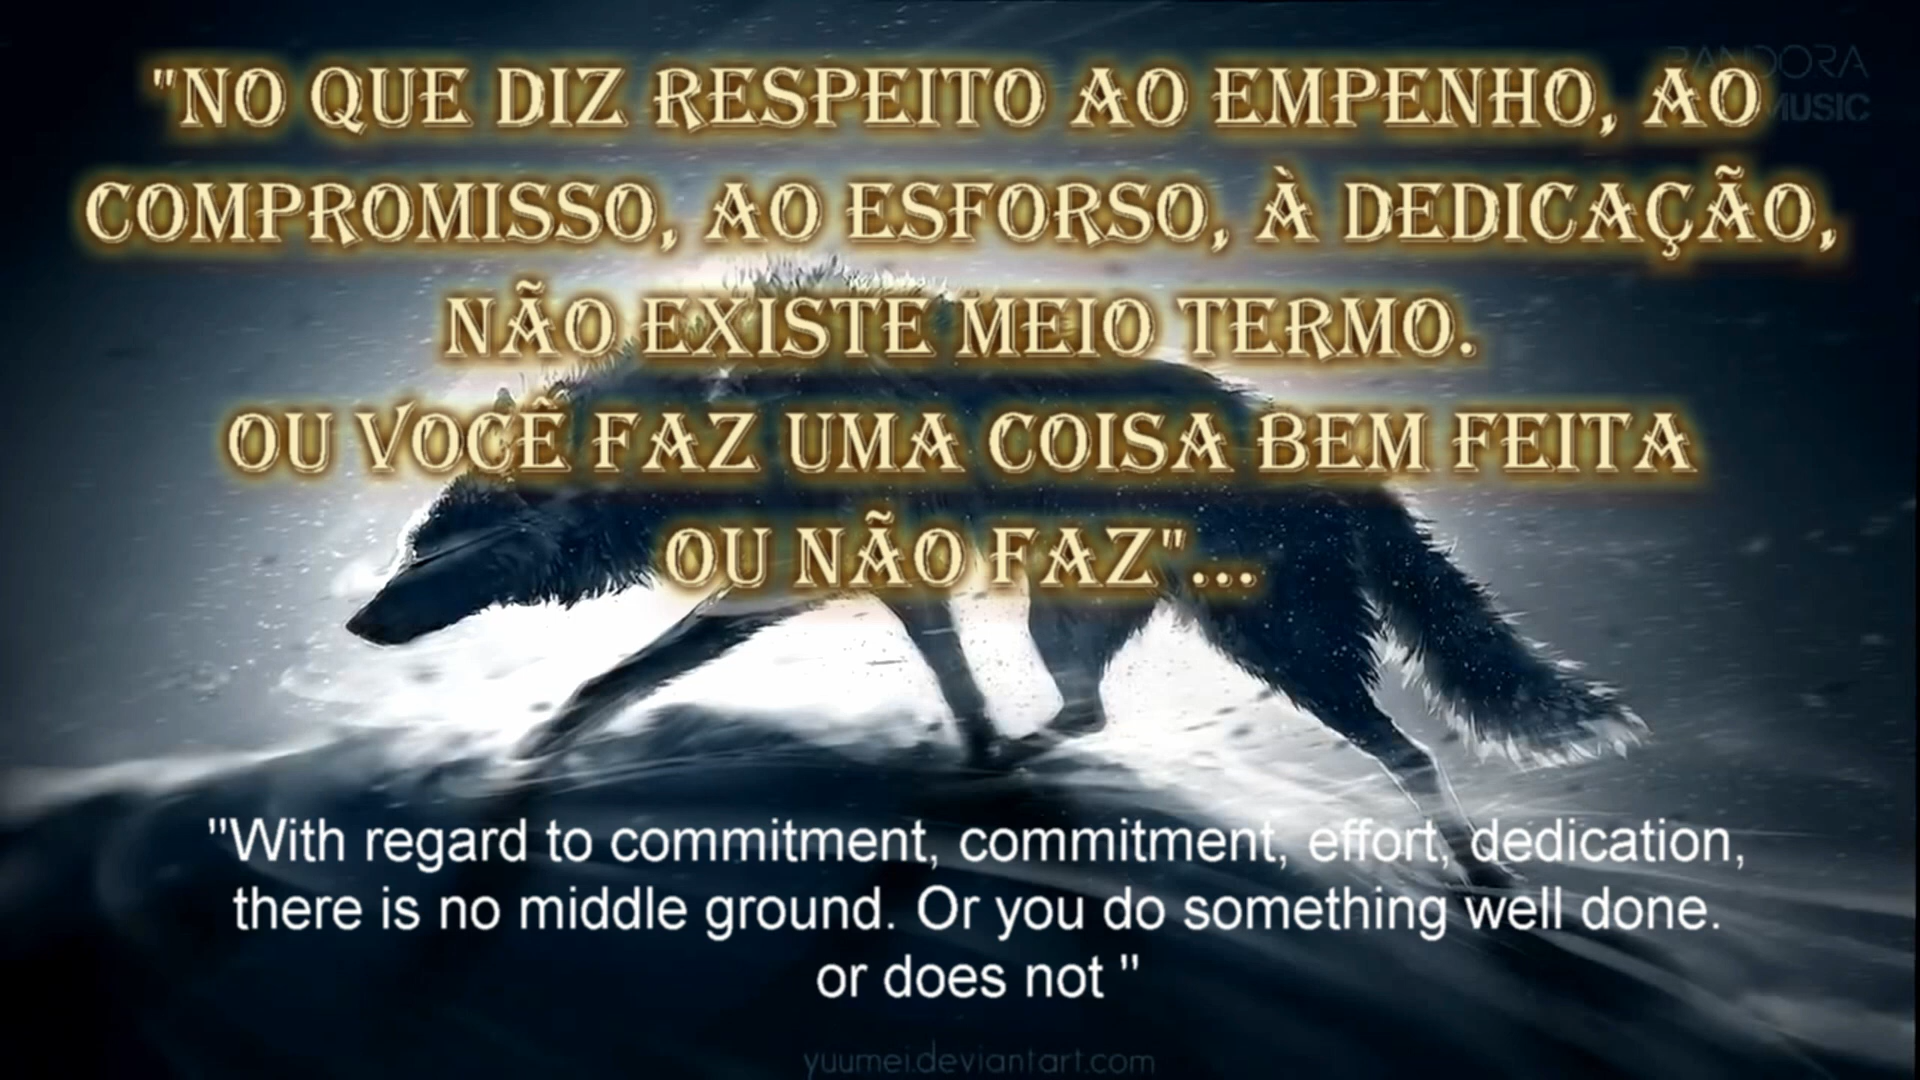 "NO QUE DIZ RESPEITO AO EMPENHO, AO
COMPROMISSO, AO ESFORSO, À DEDICAÇÃO,
NÃO EXISTE MEIO TERMO.
OU VOCÊ FAZ UMA COISA BEM FEITA
OU NÃO FAZ"...
PANDORA
MUSIC
"With regard to commitment, commitment, effort, dedication,
there is no middle ground. Or you do something well done.
or does not "
yuumei.deviantart.com